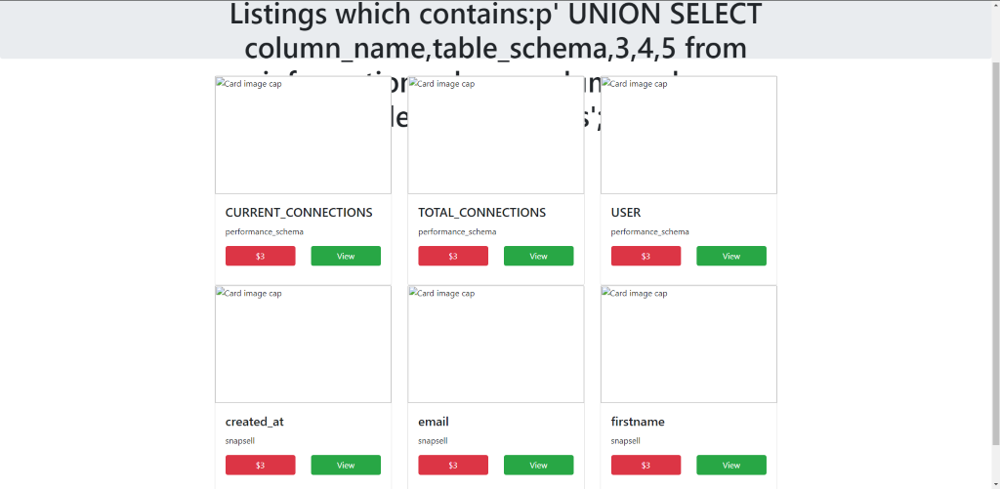 Listings which contains:p' UNION SELECT
column_name,table_schema,3,4,5 from
Card image cap
Card image cap
Card image cap
CURRENT_CONNECTIONS
TOTAL_CONNECTIONS
USER
performance_schema
performance_schema
performance_schema
$3
View
$3
View
$3
View
Card image cap
Card image cap
Card image cap
created_at
email
firstname
snapsell
snapsell
snapsell
$3
View
$3
View
$3
View